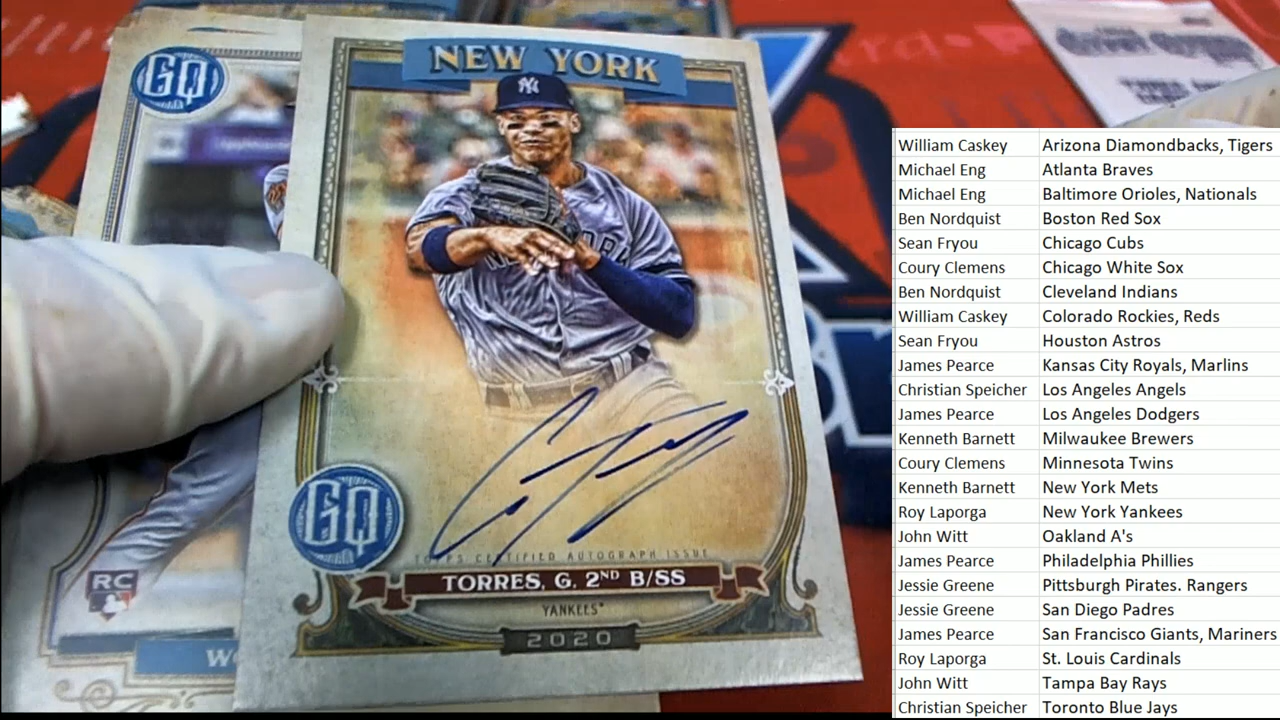 GQ
NEW YORK
NY
GQ
TOPPS CERTIFIED AUTOGRAPH ISSUE
TORRES, G, 2ND B/SS
YANKEES
2020
RC
William Caskey Arizona Diamondbacks, Tigers
Michael Eng Atlanta Braves
Michael Eng Baltimore Orioles, Nationals
Ben Nordquist Boston Red Sox
Sean Fryou Chicago Cubs
Coury Clemens Chicago White Sox
Ben Nordquist Cleveland Indians
William Caskey Colorado Rockies, Reds
Sean Fryou Houston Astros
James Pearce Kansas City Royals, Marlins
Christian Speicher Los Angeles Angels
James Pearce Los Angeles Dodgers
Kenneth Barnett Milwaukee Brewers
Coury Clemens Minnesota Twins
Kenneth Barnett New York Mets
Roy Laporga New York Yankees
John Witt Oakland A's
James Pearce Philadelphia Phillies
Jessie Greene Pittsburgh Pirates. Rangers
Jessie Greene San Diego Padres
James Pearce San Francisco Giants, Mariners
Roy Laporga St. Louis Cardinals
John Witt Tampa Bay Rays
Christian Speicher Toronto Blue Jays